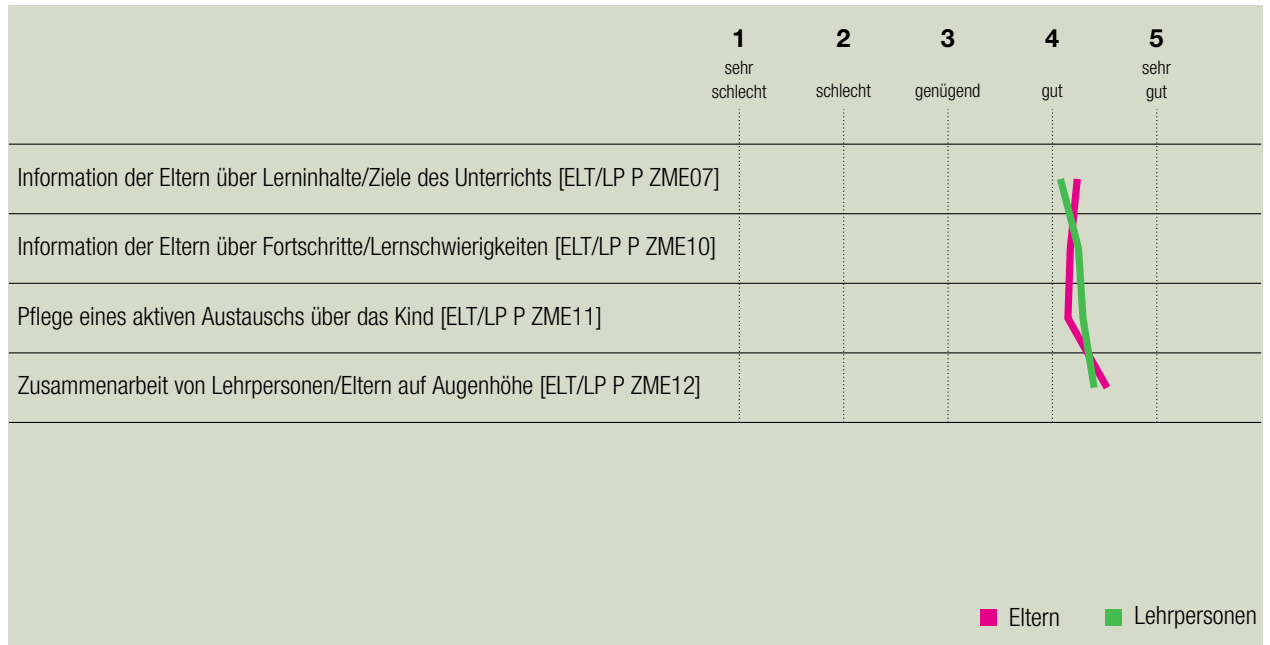 1 2 3 4 5
sehr schlecht schlecht genügend gut sehr gut
Information der Eltern über Lerninhalte/Ziele des Unterrichts [ELT/LP P ZME07]
Information der Eltern über Fortschritte/Lernschwierigkeiten [ELT/LP P ZME10]
Pflege eines aktiven Austauschs über das Kind [ELT/LP P ZME11]
Zusammenarbeit von Lehrpersonen/Eltern auf Augenhöhe [ELT/LP P ZME12]
Eltern Lehrpersonen